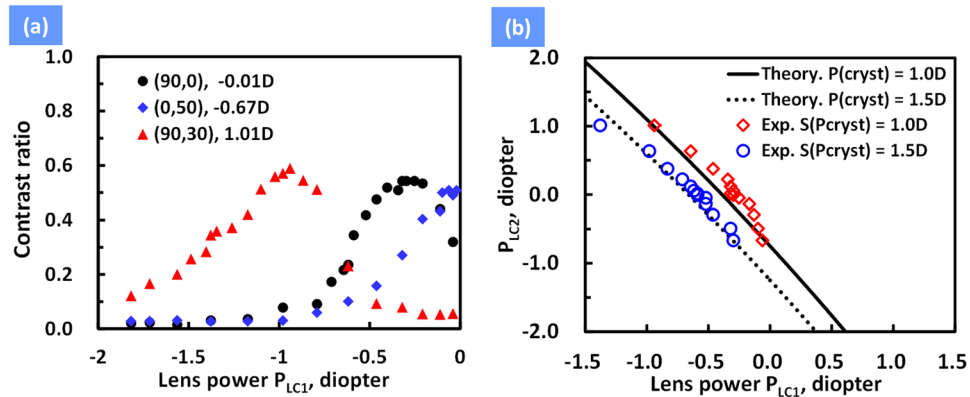 (a)
Contrast ratio
1.0
0.8
0.6
0.4
0.2
0.0
(90,0), -0.01D
(0,50), -0.67D
(90,30), 1.01D
-2
-1.5
-1
-0.5
0
Lens power PLC1, diopter
(b)
PLC2, diopter
2.0
1.0
0.0
-1.0
-2.0
Theory. P(cryst) = 1.0D
Theory. P(cryst) = 1.5D
Exp. S(Pcryst) = 1.0D
Exp. S(Pcryst) = 1.5D
-1.5
-1.0
-0.5
0.0
0.5
1.0
1.5
Lens power PLC1, diopter